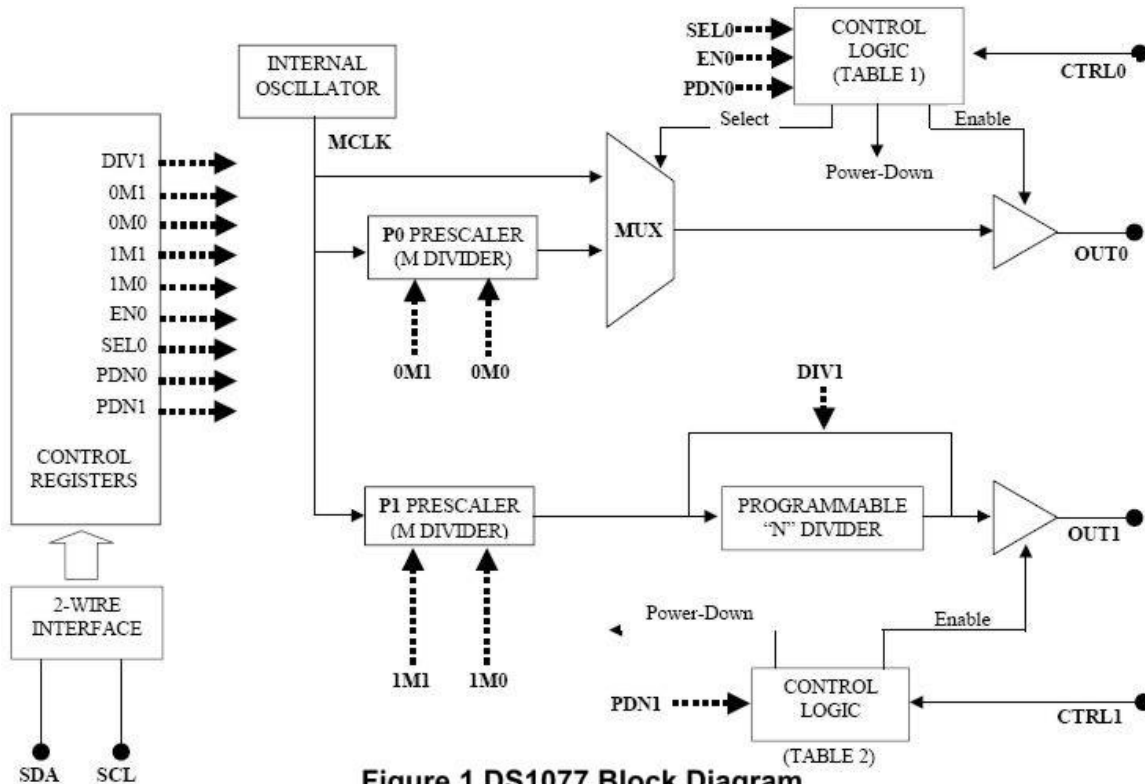 SEL0
EN0
PDN0
CONTROL
LOGIC
(TABLE 1)
CTRL0
INTERNAL
OSCILLATOR
MCLK
Select
Enable
Power-Down
DIV1
0M1
0M0
1M1
1M0
EN0
SEL0
PDN0
PDN1
CONTROL
REGISTERS
P0 PRESCALER
(M DIVIDER)
MUX
OUT0
0M1
0M0
DIV1
P1 PRESCALER
(M DIVIDER)
PROGRAMMABLE
“N” DIVIDER
OUT1
2-WIRE
INTERFACE
Power-Down
Enable
1M1
1M0
PDN1
CONTROL
LOGIC
(TABLE 2)
CTRL1
SDA
SCL
Figure 1 DS1077 Block Diagram